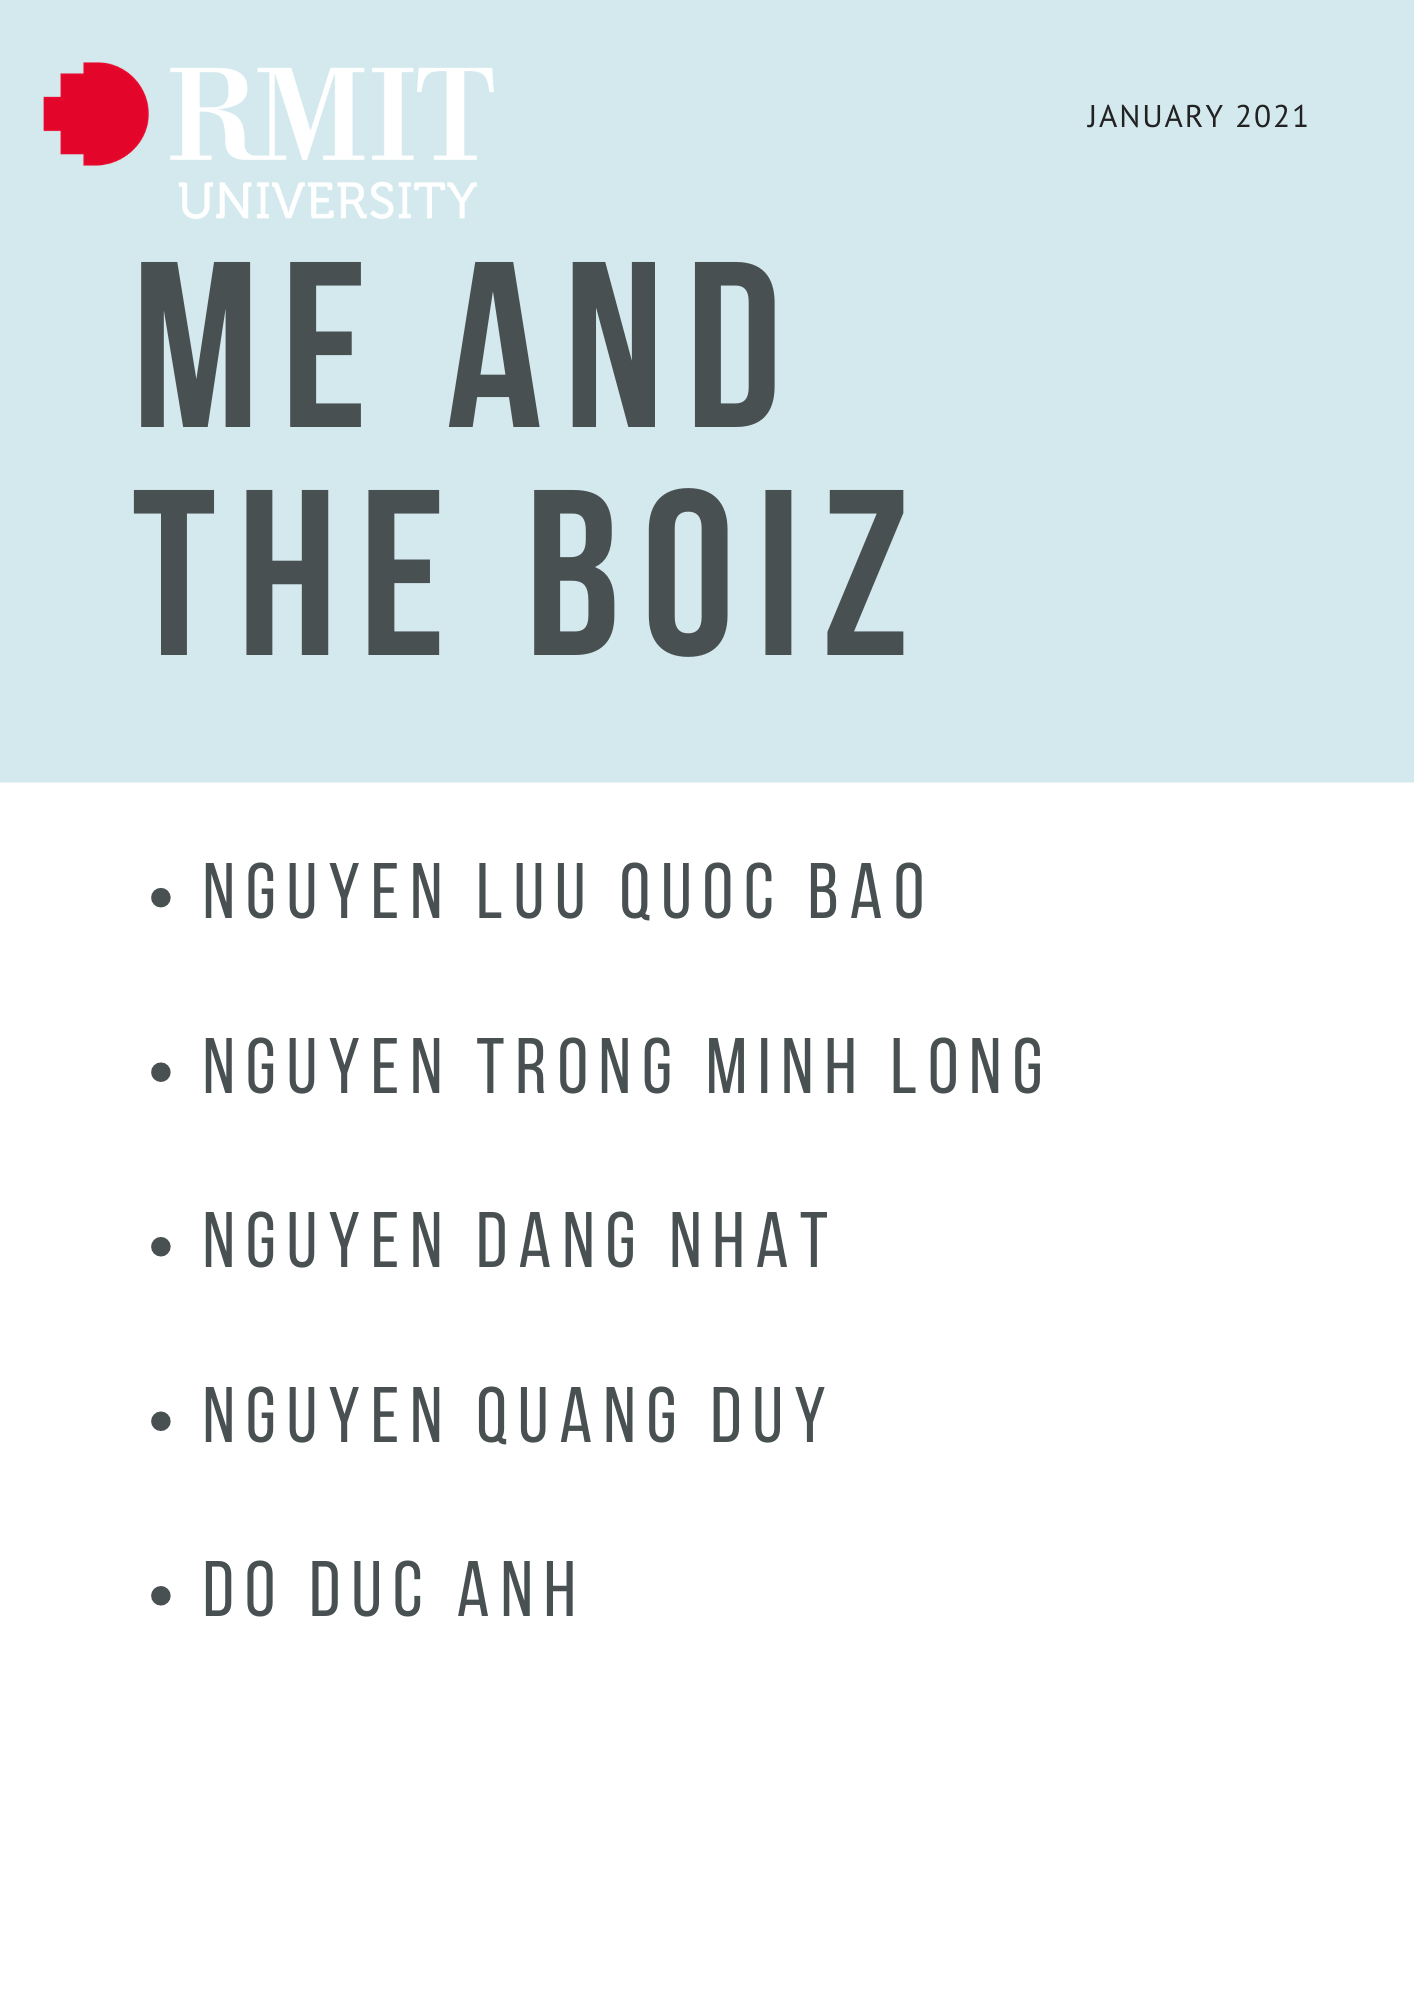 RMIT
UNIVERSITY
JANUARY 2021
ME AND
THE BOIZ
• NGUYEN LUU QUOC BAO
• NGUYEN TRONG MINH LONG
• NGUYEN DANG NHAT
• NGUYEN QUANG DUY
• DO DUC ANH